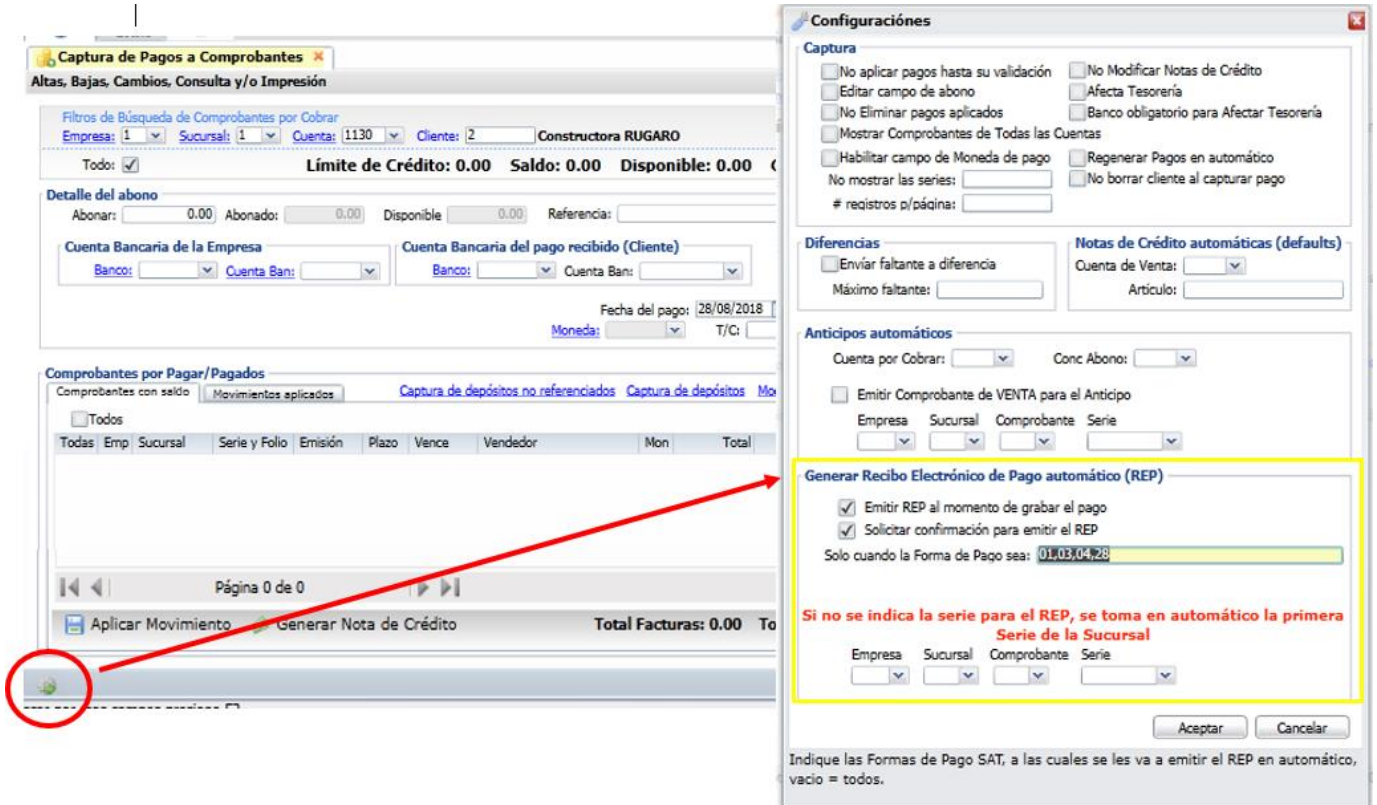 Captura de Pagos a Comprobantes
Altas, Bajas, Cambios, Consulta y/o Impresión
Filtros de Búsqueda de Comprobantes por Cobrar
Empresa: 1 Sucursal: 1 Cuenta: 1130 Cliente: 2 Constructora RUGARO
Todo: Límite de Crédito: 0.00 Saldo: 0.00 Disponible: 0.00
Detalle del abono
Abonar: 0.00 Abonado: 0.00 Disponible 0.00 Referencia:
Cuenta Bancaria de la Empresa Cuenta Bancaria del pago recibido (Cliente)
Banco: Cuenta Ban: Banco: Cuenta Ban:
Fecha del pago: 28/08/2018
Moneda: T/C:
Comprobantes por Pagar/Pagados
Comprobantes con saldo Movimientos aplicados Captura de depósitos no referenciados Captura de depósitos
Todos
Todas Emp Sucursal Serie y Folio Emisión Plazo Vence Vendedor Mon Total
Página 0 de 0
Aplicar Movimiento Generar Nota de Crédito Total Facturas: 0.00
Configuraciónes
Captura
No aplicar pagos hasta su validación No Modificar Notas de Crédito
Editar campo de abono Afecta Tesorería
No Eliminar pagos aplicados Banco obligatorio para Afectar Tesorería
Mostrar Comprobantes de Todas las Cuentas
Habilitar campo de Moneda de pago Regenerar Pagos en automático
No mostrar las series: No borrar cliente al capturar pago
# registros p/página:
Diferencias Notas de Crédito automáticas (defaults)
Envíar faltante a diferencia Cuenta de Venta:
Máximo faltante: Articulo:
Anticipos automáticos
Cuenta por Cobrar: Conc Abono:
Emitir Comprobante de VENTA para el Anticipo
Empresa Sucursal Comprobante Serie
Generar Recibo Electrónico de Pago automático (REP)
Emitir REP al momento de grabar el pago
Solicitar confirmación para emitir el REP
Solo cuando la Forma de Pago sea: 01,03,04,28
Si no se indica la serie para el REP, se toma en automático la primera
Serie de la Sucursal
Empresa Sucursal Comprobante Serie
Aceptar Cancelar
Indique las Formas de Pago SAT, a las cuales se les va a emitir el REP en automático,
vacio = todos.